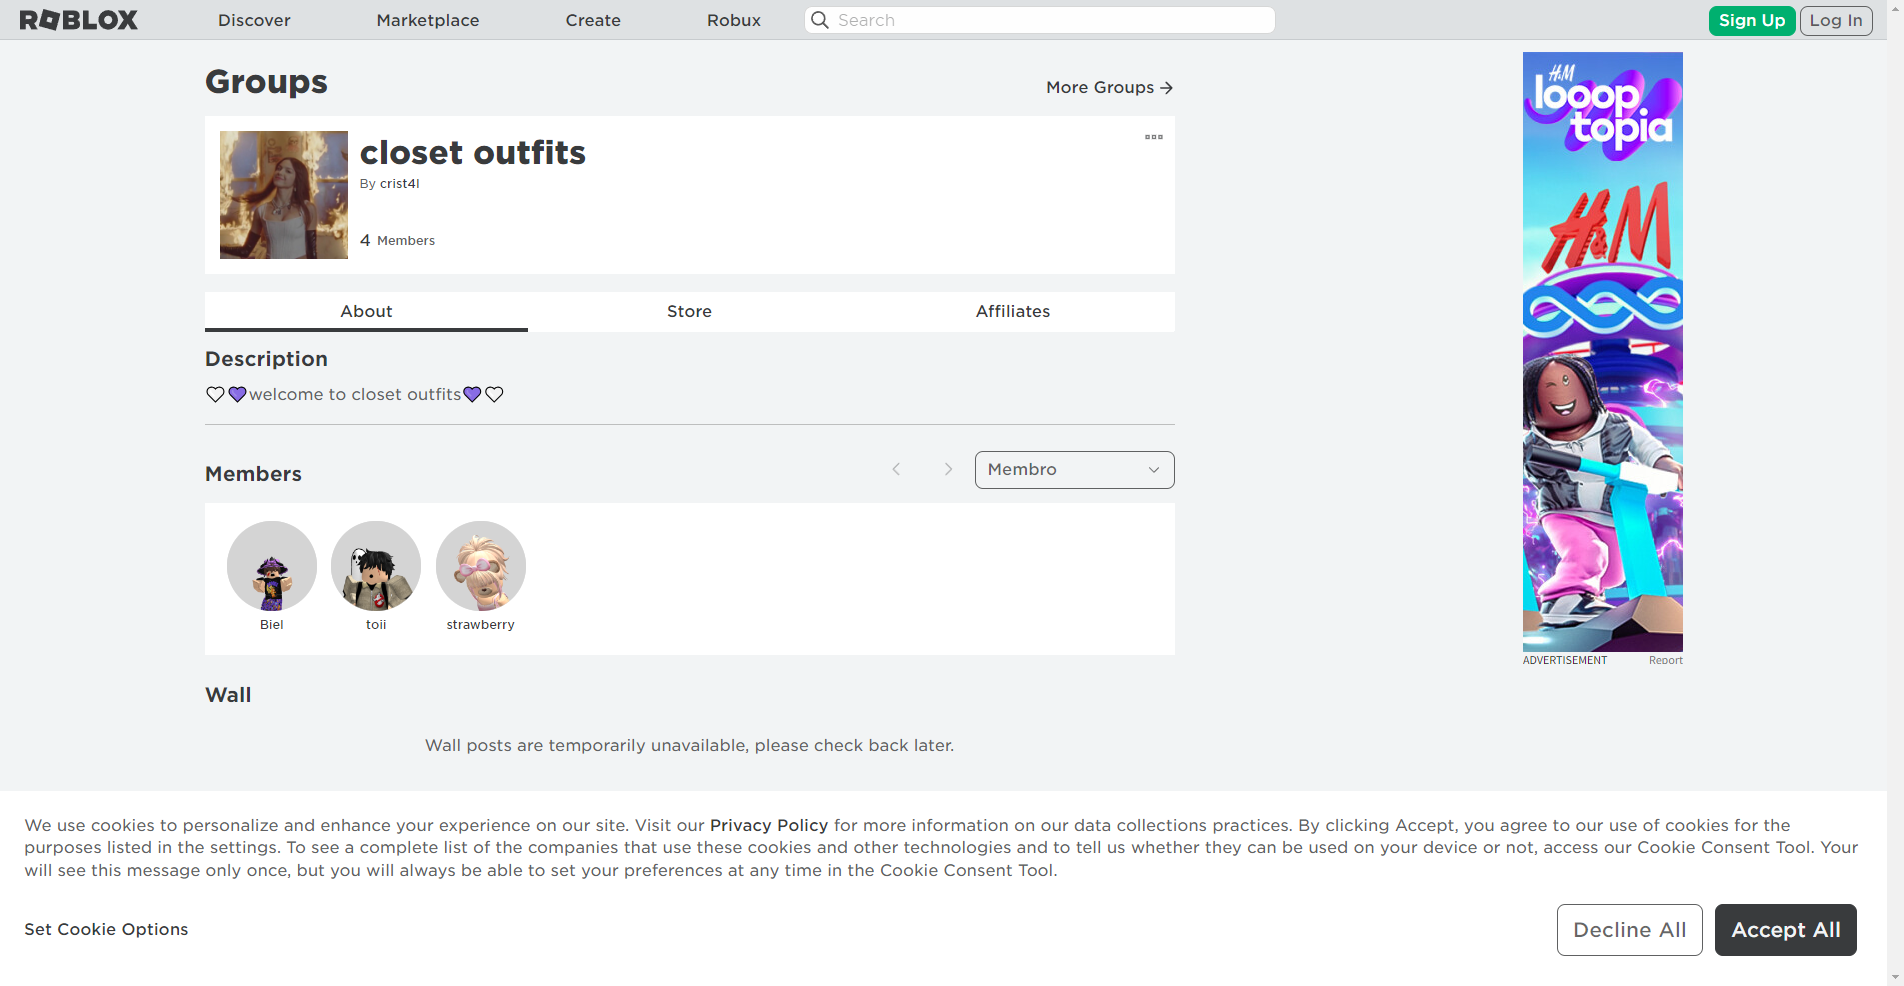 ROBLOX
Discover
Marketplace
Create
Robux
Search
Sign Up
Log In
Groups
More Groups
closet outfits
By crist4l
4 Members
About
Store
Affiliates
Description
🤍💜welcome to closet outfits💜🤍
Members
Membro
Biel
toii
strawberry
Wall
Wall posts are temporarily unavailable, please check back later.
H&M
looop
topia
H&M
ADVERTISEMENT
Report
We use cookies to personalize and enhance your experience on our site. Visit our Privacy Policy for more information on our data collections practices. By clicking Accept, you agree to our use of cookies for the
purposes listed in the settings. To see a complete list of the companies that use these cookies and other technologies and to tell us whether they can be used on your device or not, access our Cookie Consent Tool. Your
will see this message only once, but you will always be able to set your preferences at any time in the Cookie Consent Tool.
Set Cookie Options
Decline All
Accept All